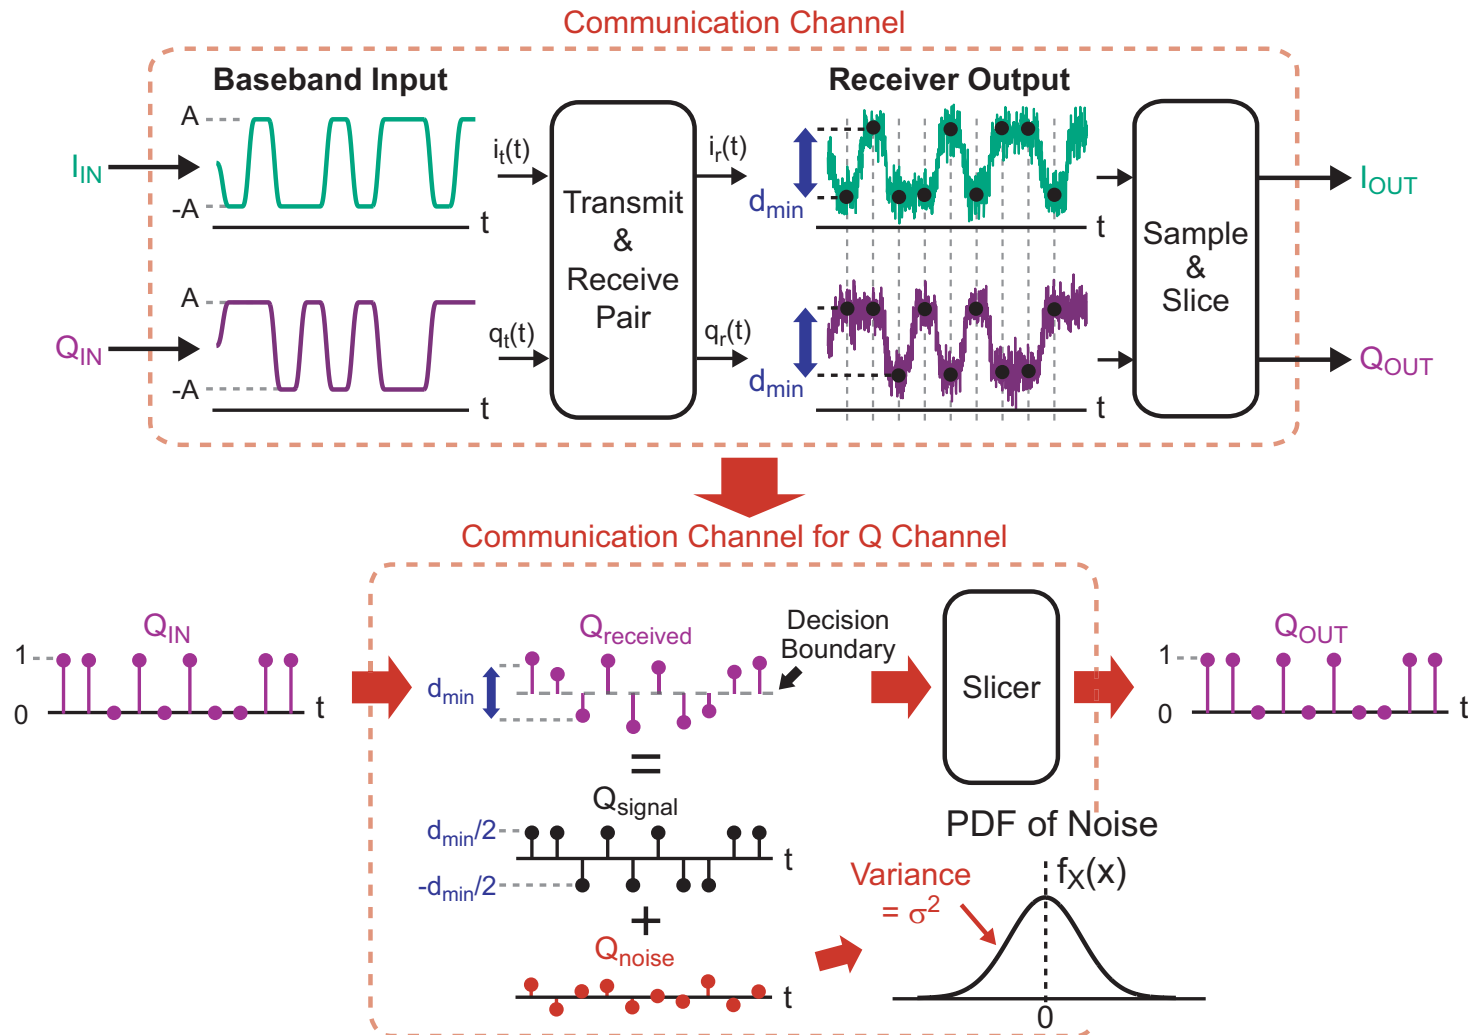 Communication Channel
Baseband Input
Receiver Output
A
-A
I_IN
t
i_t(t)
i_r(t)
d_min
t
I_OUT
Transmit
&
Receive
Pair
Sample
&
Slice
A
-A
Q_IN
t
q_t(t)
q_r(t)
d_min
t
Q_OUT
Communication Channel for Q Channel
Q_IN
1
0
t
Q_received
d_min
Decision
Boundary
Slicer
Q_OUT
1
0
t
=
Q_signal
d_min/2
-d_min/2
t
+
Q_noise
t
PDF of Noise
Variance
= σ²
f_X(x)
0